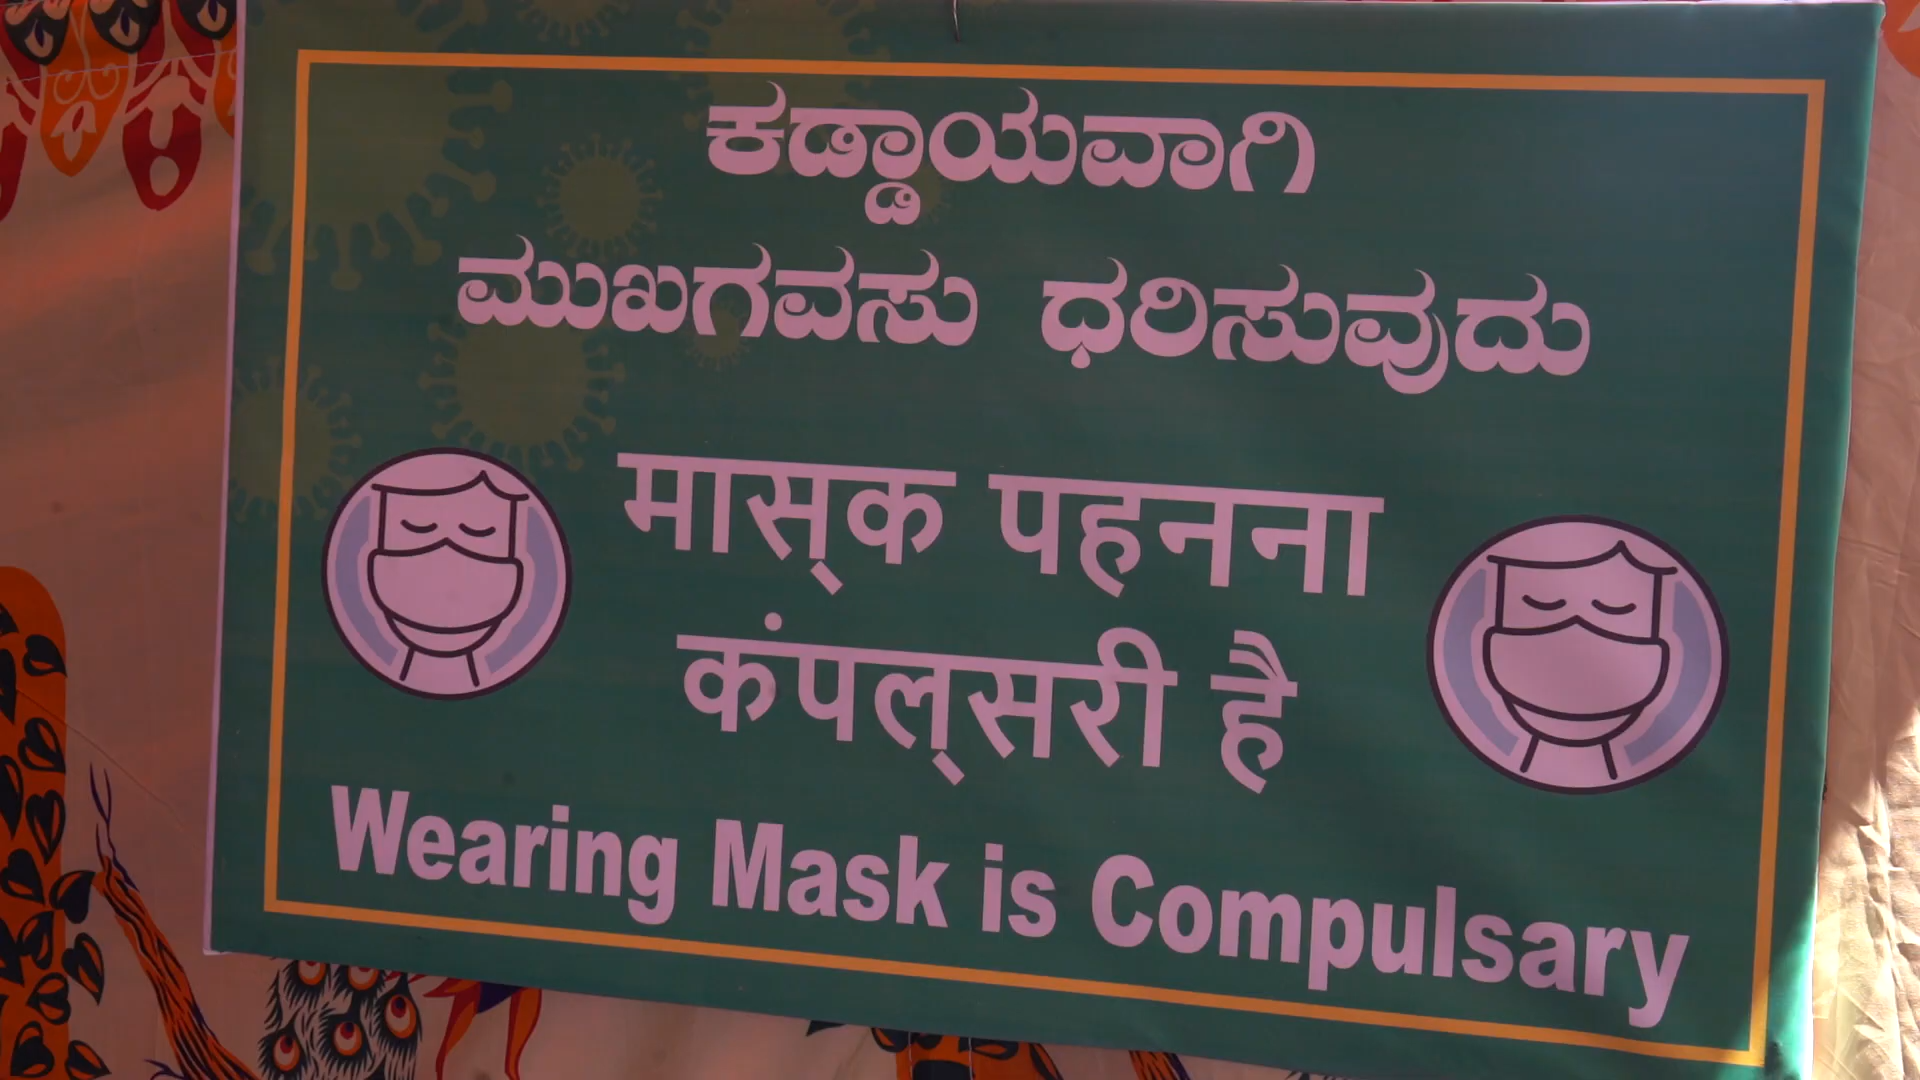 ಕಡ್ಡಾಯವಾಗಿ
ಮುಖಗವಸು ಧರಿಸುವುದು
मास्‌क पहनना
कंपल्‌सरी है
Wearing Mask is Compulsary